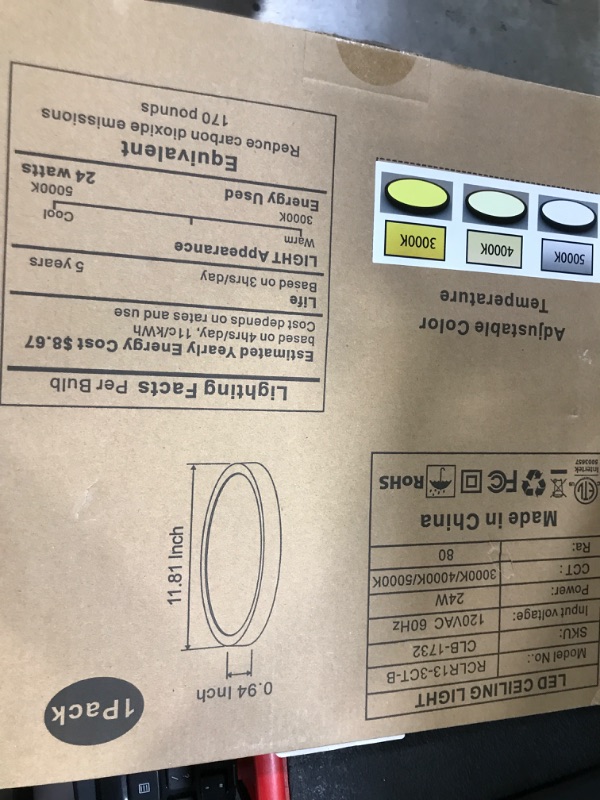 LED CEILING LIGHT
Model No.: RCLR13-3CT-B
SKU: CLB-1732
Input voltage: 120VAC 60Hz
Power: 24W
CCT: 3000K/4000K/5000K
Ra: 80
Made in China
ETL
Intertek
FC RoHS
1Pack
0.94 Inch
11.81 Inch
Adjustable Color
Temperature
5000K 4000K 3000K
Lighting Facts Per Bulb
Estimated Yearly Energy Cost $8.67
based on 4hrs/day, 11¢/kWh
Cost depends on rates and use
Life
Based on 3hrs/day 5 years
LIGHT Appearance
Warm Cool
3000K 5000K
Energy Used 24 watts
Equivalent
Reduce carbon dioxide emissions
170 pounds